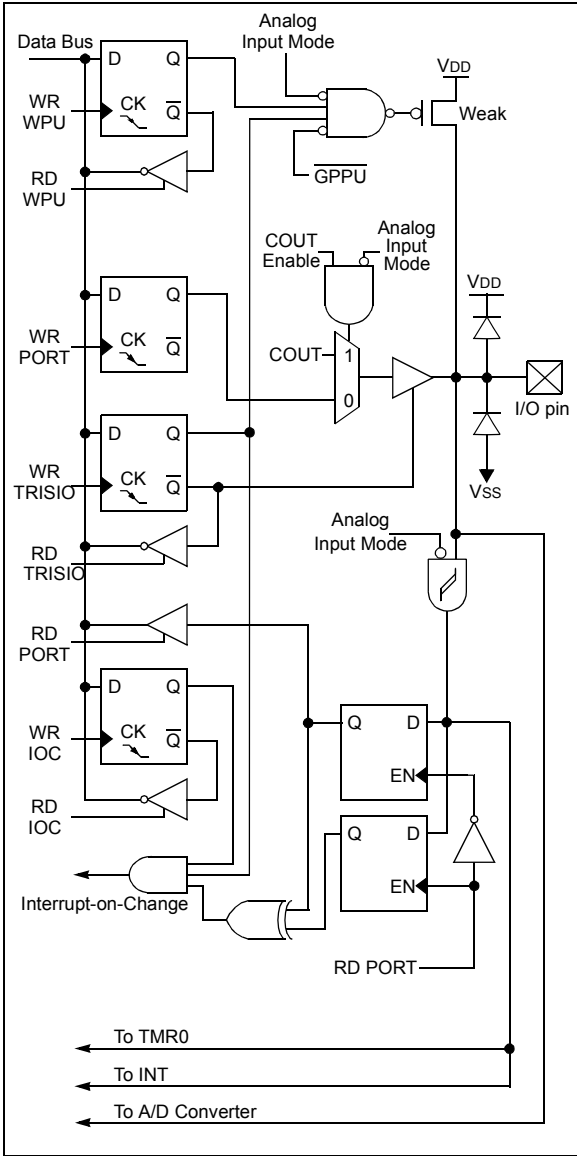 Analog
Input Mode
Data Bus
D Q
VDD
WR
WPU
CK
Q
Weak
RD
WPU
GPPU
COUT
Enable
Analog
Input
Mode
D Q
VDD
WR
PORT
CK
Q
COUT
1
0
I/O pin
D Q
WR
TRISIO
CK
Q
VSS
Analog
Input Mode
RD
TRISIO
RD
PORT
D Q
Q D
WR
IOC
CK
Q
EN
RD
IOC
Q D
EN
Interrupt-on-Change
RD PORT
To TMR0
To INT
To A/D Converter